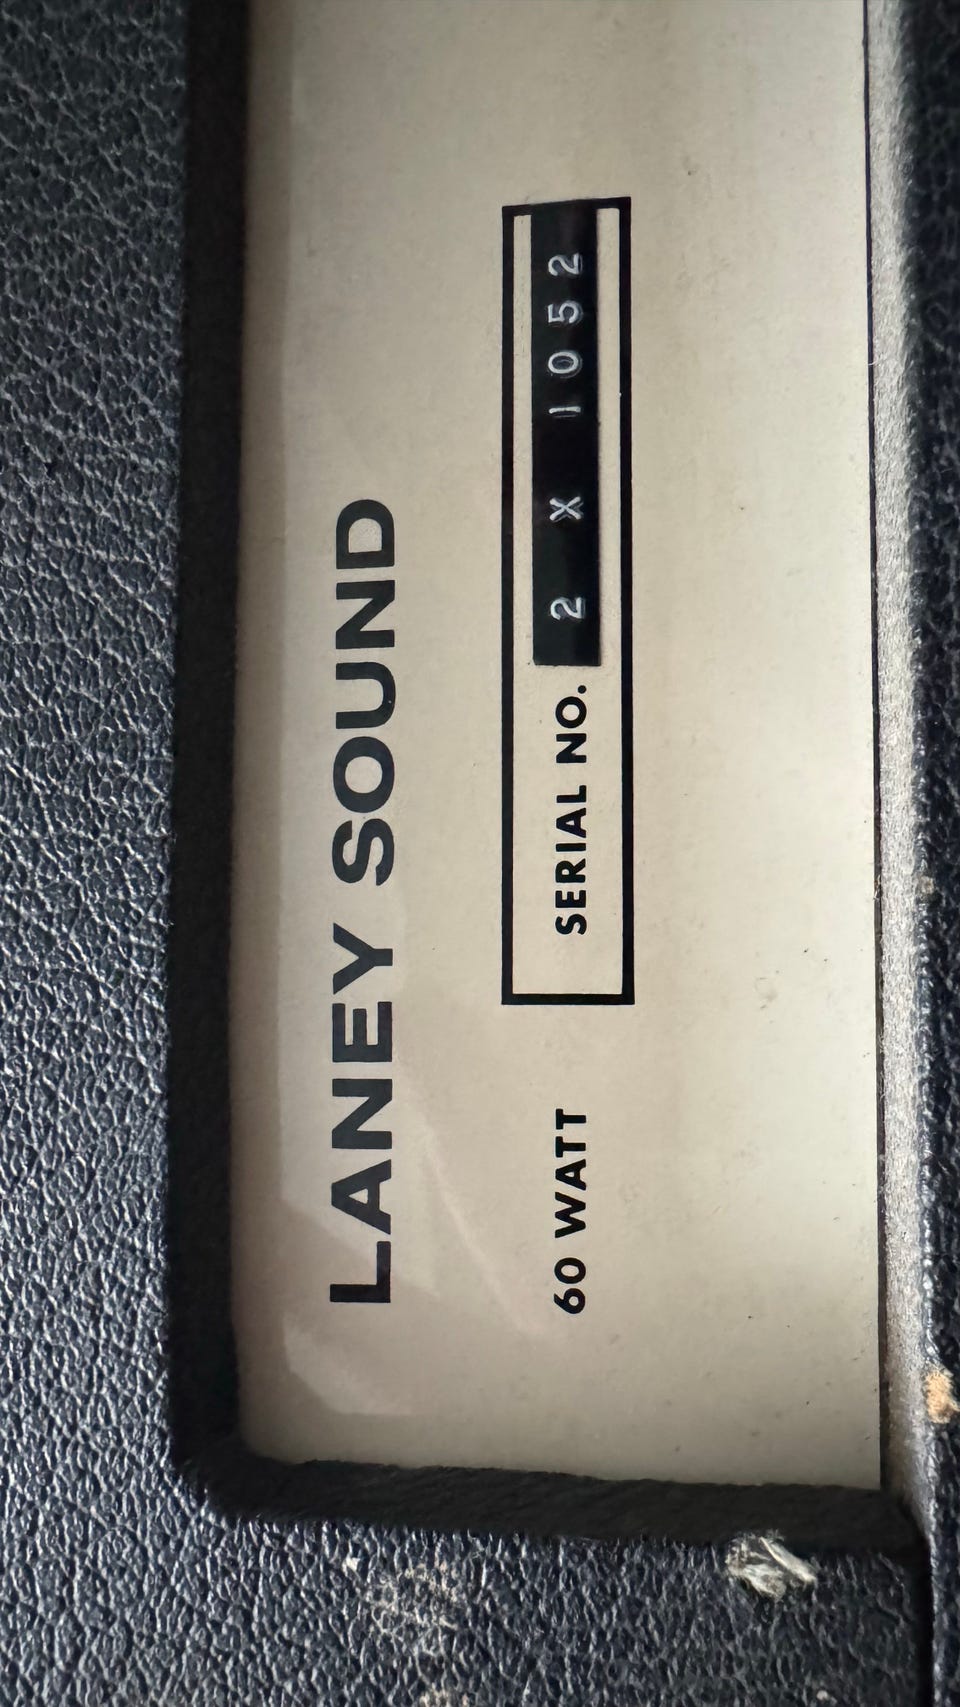 LANEY SOUND
60 WATT SERIAL NO. 2 X 1052